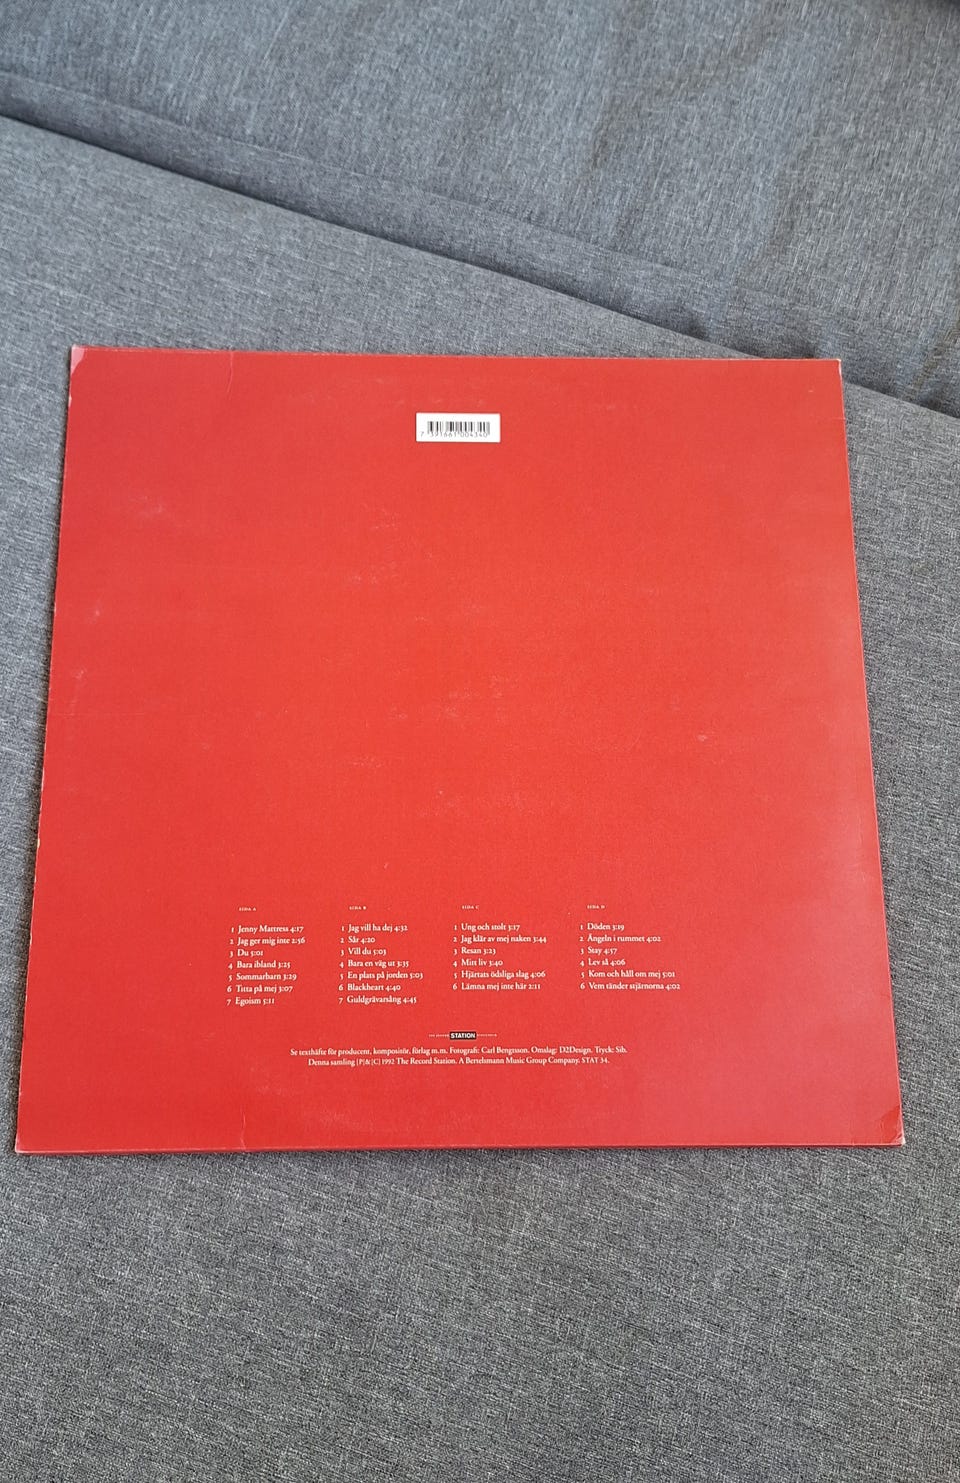 7 391661 004340
SIDA A
1 Jenny Mattress 4:17
2 Jag ger mig inte 2:56
3 Du 5:01
4 Bara ibland 3:25
5 Sommarbarn 3:29
6 Titta på mej 3:07
7 Egoism 5:11
SIDA B
1 Jag vill ha dej 4:32
2 Sår 4:20
3 Vill du 5:03
4 Bara en väg ut 3:35
5 En plats på jorden 5:03
6 Blackheart 4:40
7 Guldgrävarsång 4:45
SIDA C
1 Ung och stolt 3:17
2 Jag klär av mej naken 3:44
3 Resan 3:23
4 Mitt liv 3:40
5 Hjärtats ödsliga slag 4:06
6 Lämna mej inte här 2:11
SIDA D
1 Döden 3:19
2 Ängeln i rummet 4:02
3 Stay 4:57
4 Lev så 4:06
5 Kom och håll om mej 5:01
6 Vem tänder stjärnorna 4:02
STATION
Se texthäfte för producent, kompositör, förlag m.m. Fotografi: Carl Bengtsson. Omslag: D2Design. Tryck: Sib.
Denna samling [P]&[C] 1992 The Record Station. A Bertelsmann Music Group Company. STAT 34.